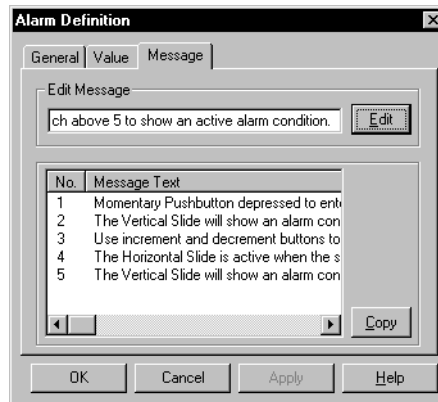 Alarm Definition
General Value Message
Edit Message
ch above 5 to show an active alarm condition. Edit
No. Message Text
1 Momentary Pushbutton depressed to ent
2 The Vertical Slide will show an alarm con
3 Use increment and decrement buttons to
4 The Horizontal Slide is active when the s
5 The Vertical Slide will show an alarm con
Copy
OK Cancel Apply Help